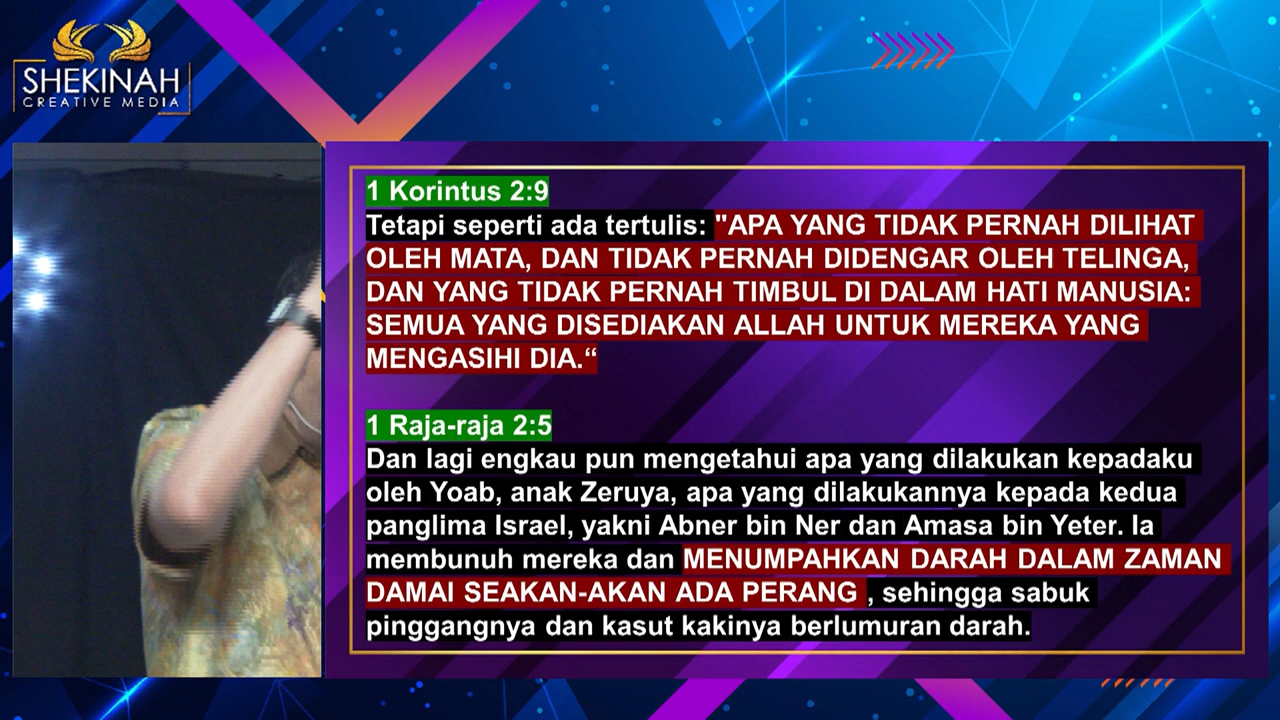 SHEKINAH
CREATIVE MEDIA
1 Korintus 2:9
Tetapi seperti ada tertulis: "APA YANG TIDAK PERNAH DILIHAT
OLEH MATA, DAN TIDAK PERNAH DIDENGAR OLEH TELINGA,
DAN YANG TIDAK PERNAH TIMBUL DI DALAM HATI MANUSIA:
SEMUA YANG DISEDIAKAN ALLAH UNTUK MEREKA YANG
MENGASIHI DIA.“
1 Raja-raja 2:5
Dan lagi engkau pun mengetahui apa yang dilakukan kepadaku
oleh Yoab, anak Zeruya, apa yang dilakukannya kepada kedua
panglima Israel, yakni Abner bin Ner dan Amasa bin Yeter. Ia
membunuh mereka dan MENUMPAHKAN DARAH DALAM ZAMAN
DAMAI SEAKAN-AKAN ADA PERANG , sehingga sabuk
pinggangnya dan kasut kakinya berlumuran darah.